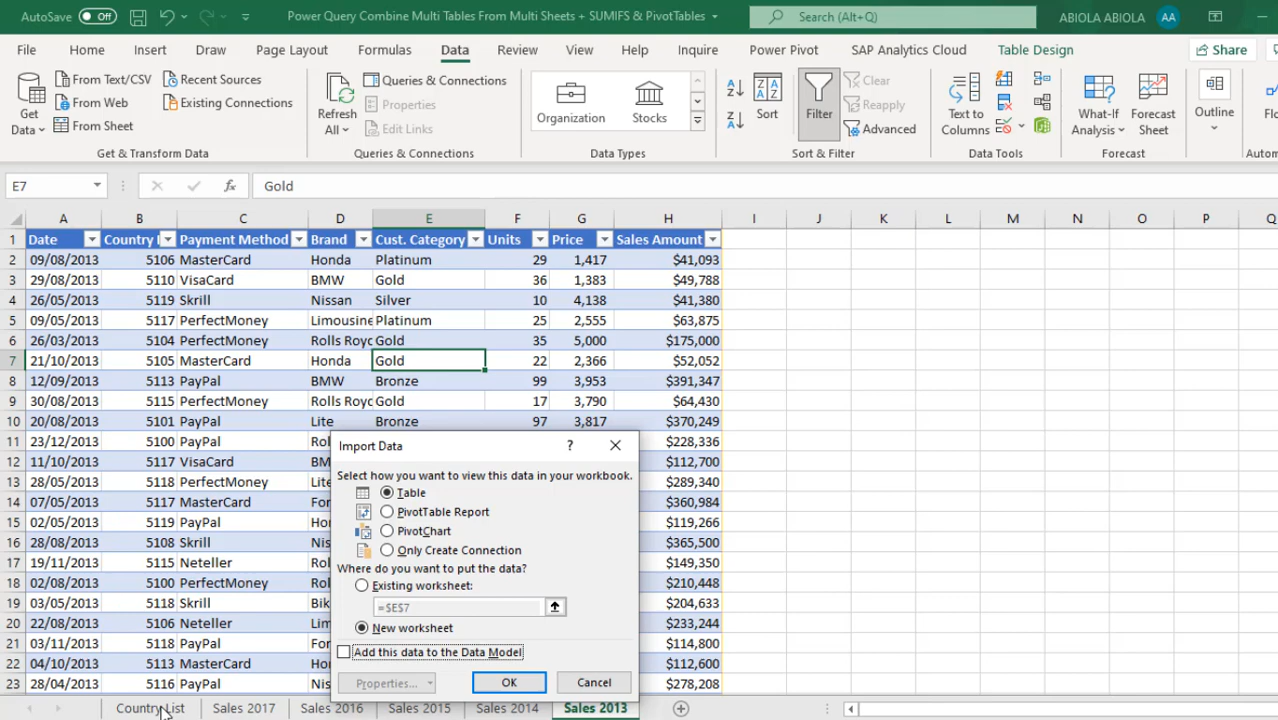 AutoSave Off Power Query Combine Multi Tables From Multi Sheets + SUMIFS & PivotTables Search (Alt+Q) ABIOLA ABIOLA AA
File Home Insert Draw Page Layout Formulas Data Review View Help Inquire Power Pivot SAP Analytics Cloud Table Design Share
Get Data
From Text/CSV
From Web
From Sheet
Recent Sources
Existing Connections
Get & Transform Data
Refresh All
Queries & Connections
Properties
Edit Links
Queries & Connections
Organization Stocks
Data Types
Sort
Filter
Clear
Reapply
Advanced
Sort & Filter
Text to Columns
Data Tools
What-If Analysis
Forecast Sheet
Forecast
Outline
E7 fx Gold
A B C D E F G H I J K L M N O P Q
1 Date Country Payment Method Brand Cust. Category Units Price Sales Amount
2 09/08/2013 5106 MasterCard Honda Platinum 29 1,417 $41,093
3 29/08/2013 5110 VisaCard BMW Gold 36 1,383 $49,788
4 26/05/2013 5119 Skrill Nissan Silver 10 4,138 $41,380
5 09/05/2013 5117 PerfectMoney Limousine Platinum 25 2,555 $63,875
6 26/03/2013 5104 PerfectMoney Rolls Royc Gold 35 5,000 $175,000
7 21/10/2013 5105 MasterCard Honda Gold 22 2,366 $52,052
8 12/09/2013 5113 PayPal BMW Bronze 99 3,953 $391,347
9 30/08/2013 5115 PerfectMoney Rolls Royc Gold 17 3,790 $64,430
10 20/08/2013 5101 PayPal Lite Bronze 97 3,817 $370,249
11 23/12/2013 5100 PayPal Rol $228,336
12 11/10/2013 5117 VisaCard BM $112,700
13 28/05/2013 5118 PerfectMoney Lite $289,340
14 07/05/2013 5117 MasterCard For $360,984
15 02/05/2013 5119 PayPal Hor $119,266
16 28/08/2013 5108 Skrill Nis $365,500
17 19/11/2013 5115 Neteller Rol $149,350
18 02/08/2013 5100 PerfectMoney Rol $210,448
19 03/05/2013 5118 Skrill Bik $204,633
20 22/08/2013 5106 Neteller Lim $233,244
21 03/11/2013 5118 PayPal For $114,800
22 04/10/2013 5113 MasterCard Ho $112,600
23 28/04/2013 5116 PayPal Nis $278,208
Import Data ?
Select how you want to view this data in your workbook.
Table
PivotTable Report
PivotChart
Only Create Connection
Where do you want to put the data?
Existing worksheet:
=$E$7
New worksheet
Add this data to the Data Model
Properties... OK Cancel
Country List Sales 2017 Sales 2016 Sales 2015 Sales 2014 Sales 2013